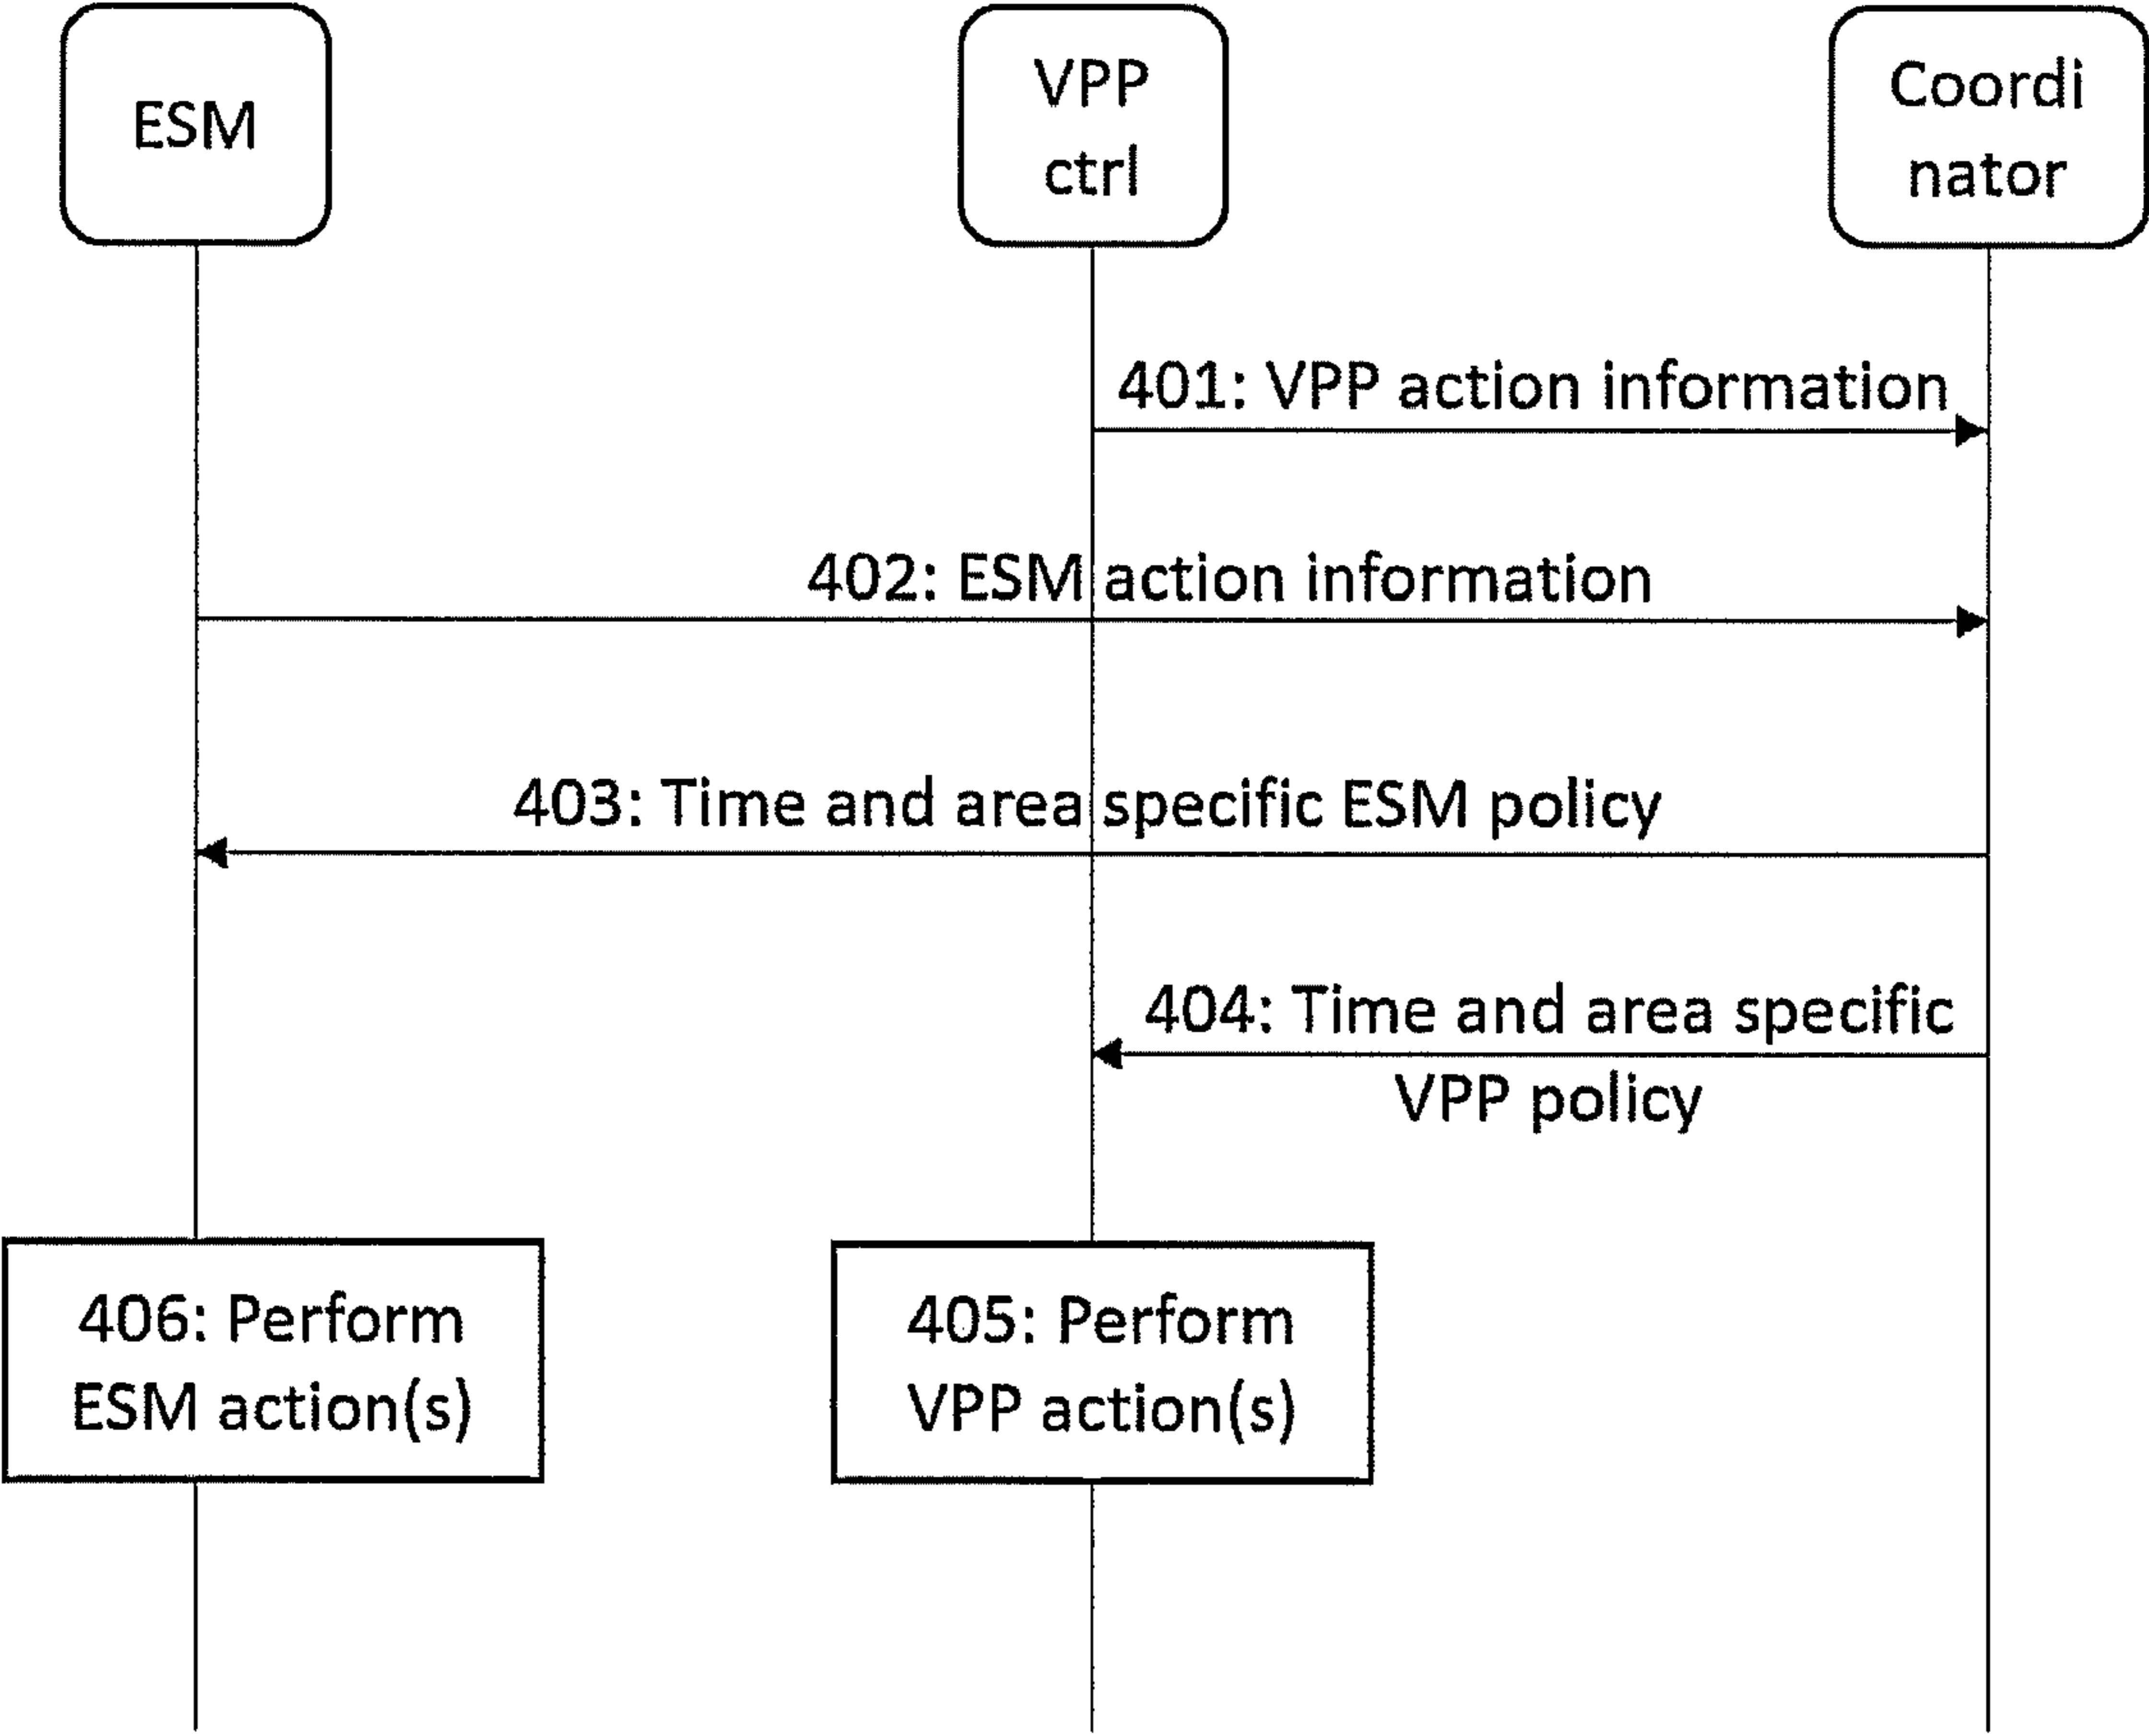 ESM
VPP
ctrl
Coordi
nator
401: VPP action information
402: ESM action information
403: Time and area specific ESM policy
404: Time and area specific
VPP policy
406: Perform
ESM action(s)
405: Perform
VPP action(s)